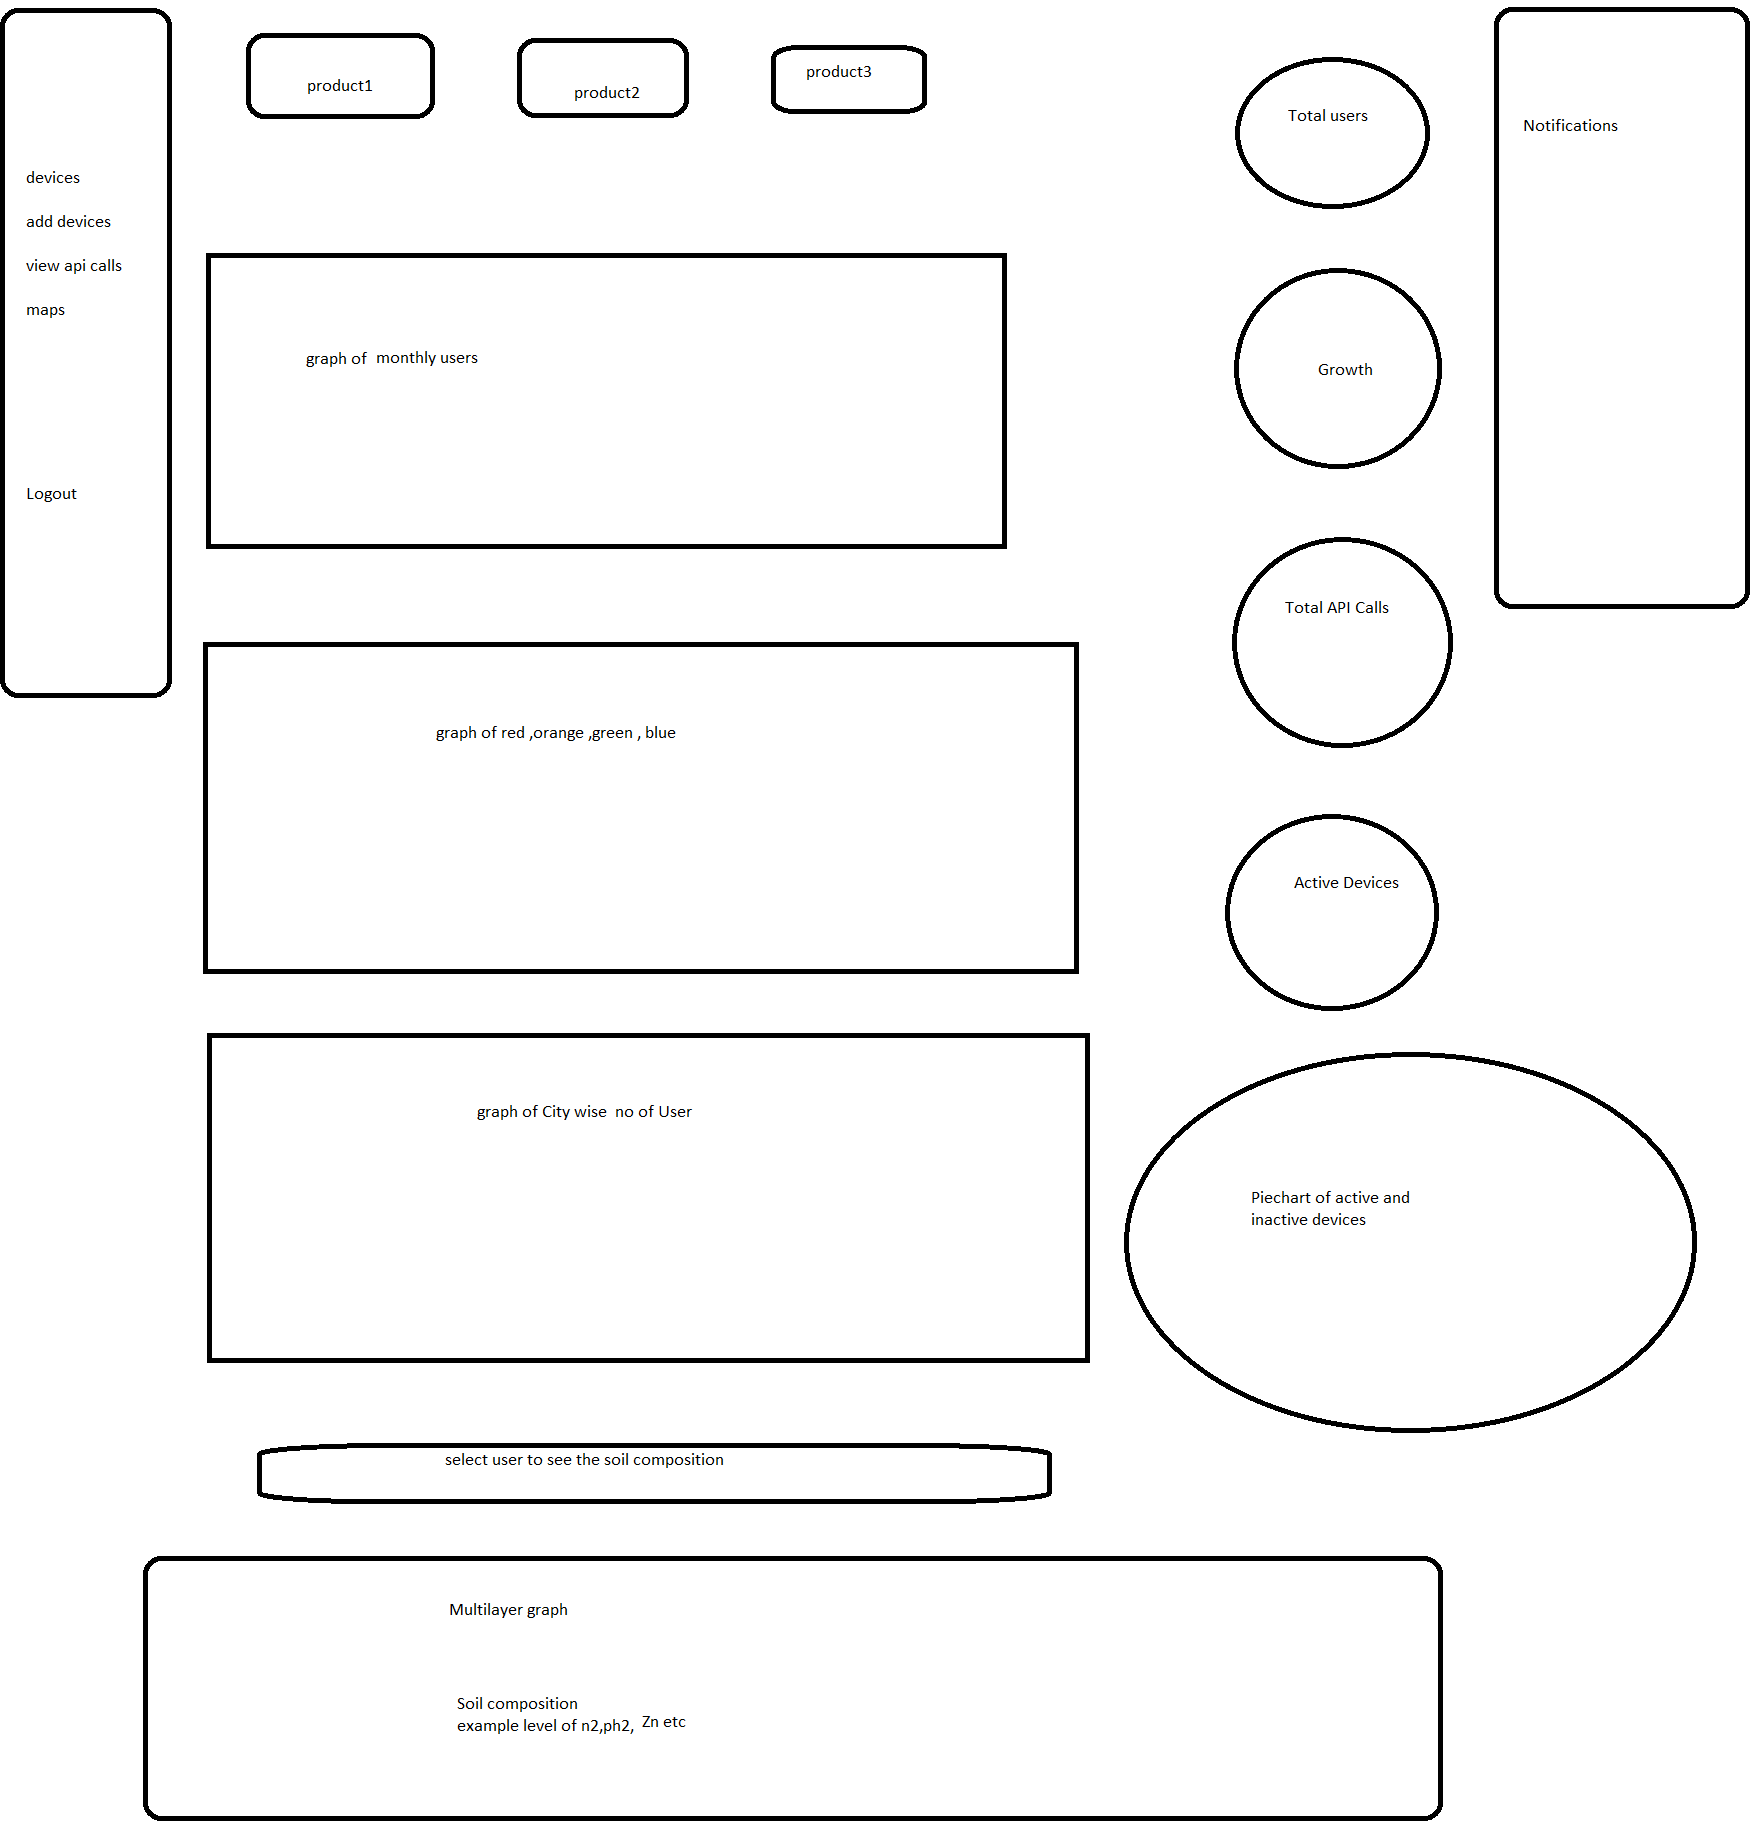 product1
product2
product3
Total users
Notifications
devices
add devices
view api calls
maps
Logout
graph of  monthly users
Growth
Total API Calls
graph of red ,orange ,green , blue
Active Devices
graph of City wise  no of User
Piechart of active and
inactive devices
select user to see the soil composition
Multilayer graph
Soil composition
example level of n2,ph2,  Zn etc